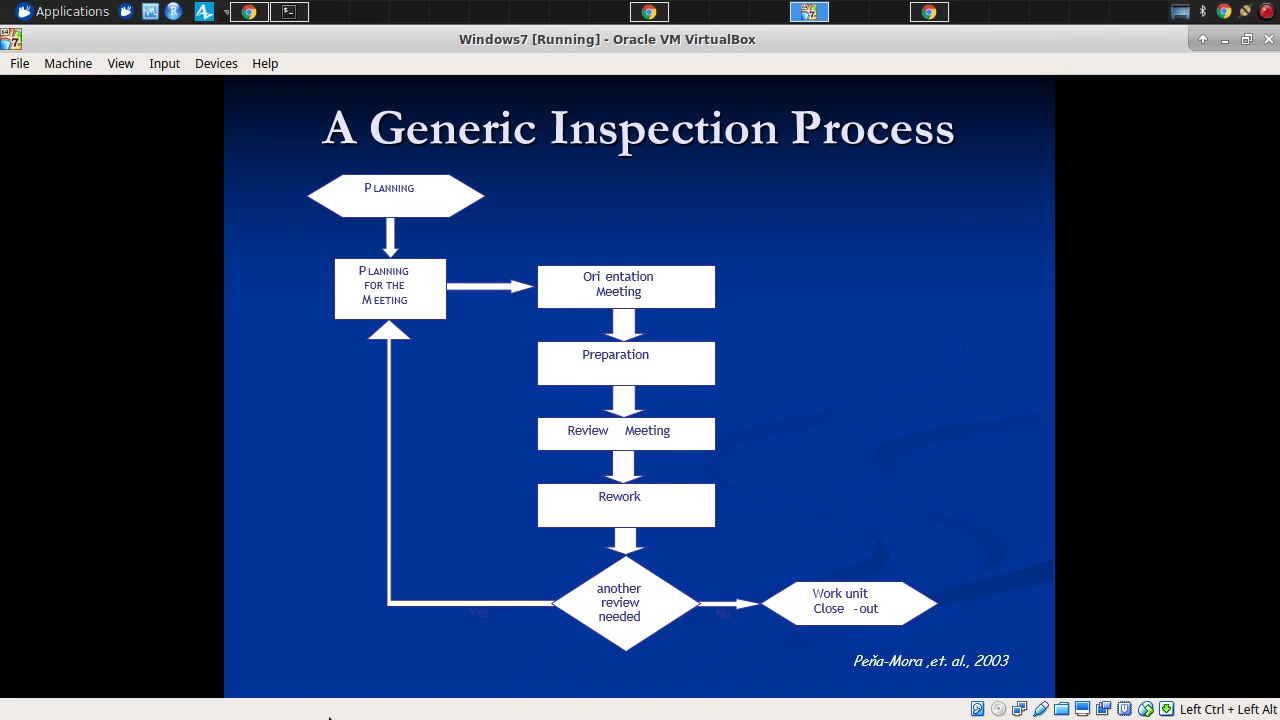 Applications
Windows7 [Running] - Oracle VM VirtualBox
File Machine View Input Devices Help
A Generic Inspection Process
PLANNING
PLANNING
FOR THE
MEETING
Ori entation
Meeting
Preparation
Review Meeting
Rework
another
review
needed
Yes
No
Work unit
Close -out
Peňa-Mora ,et. al., 2003
Left Ctrl + Left Alt